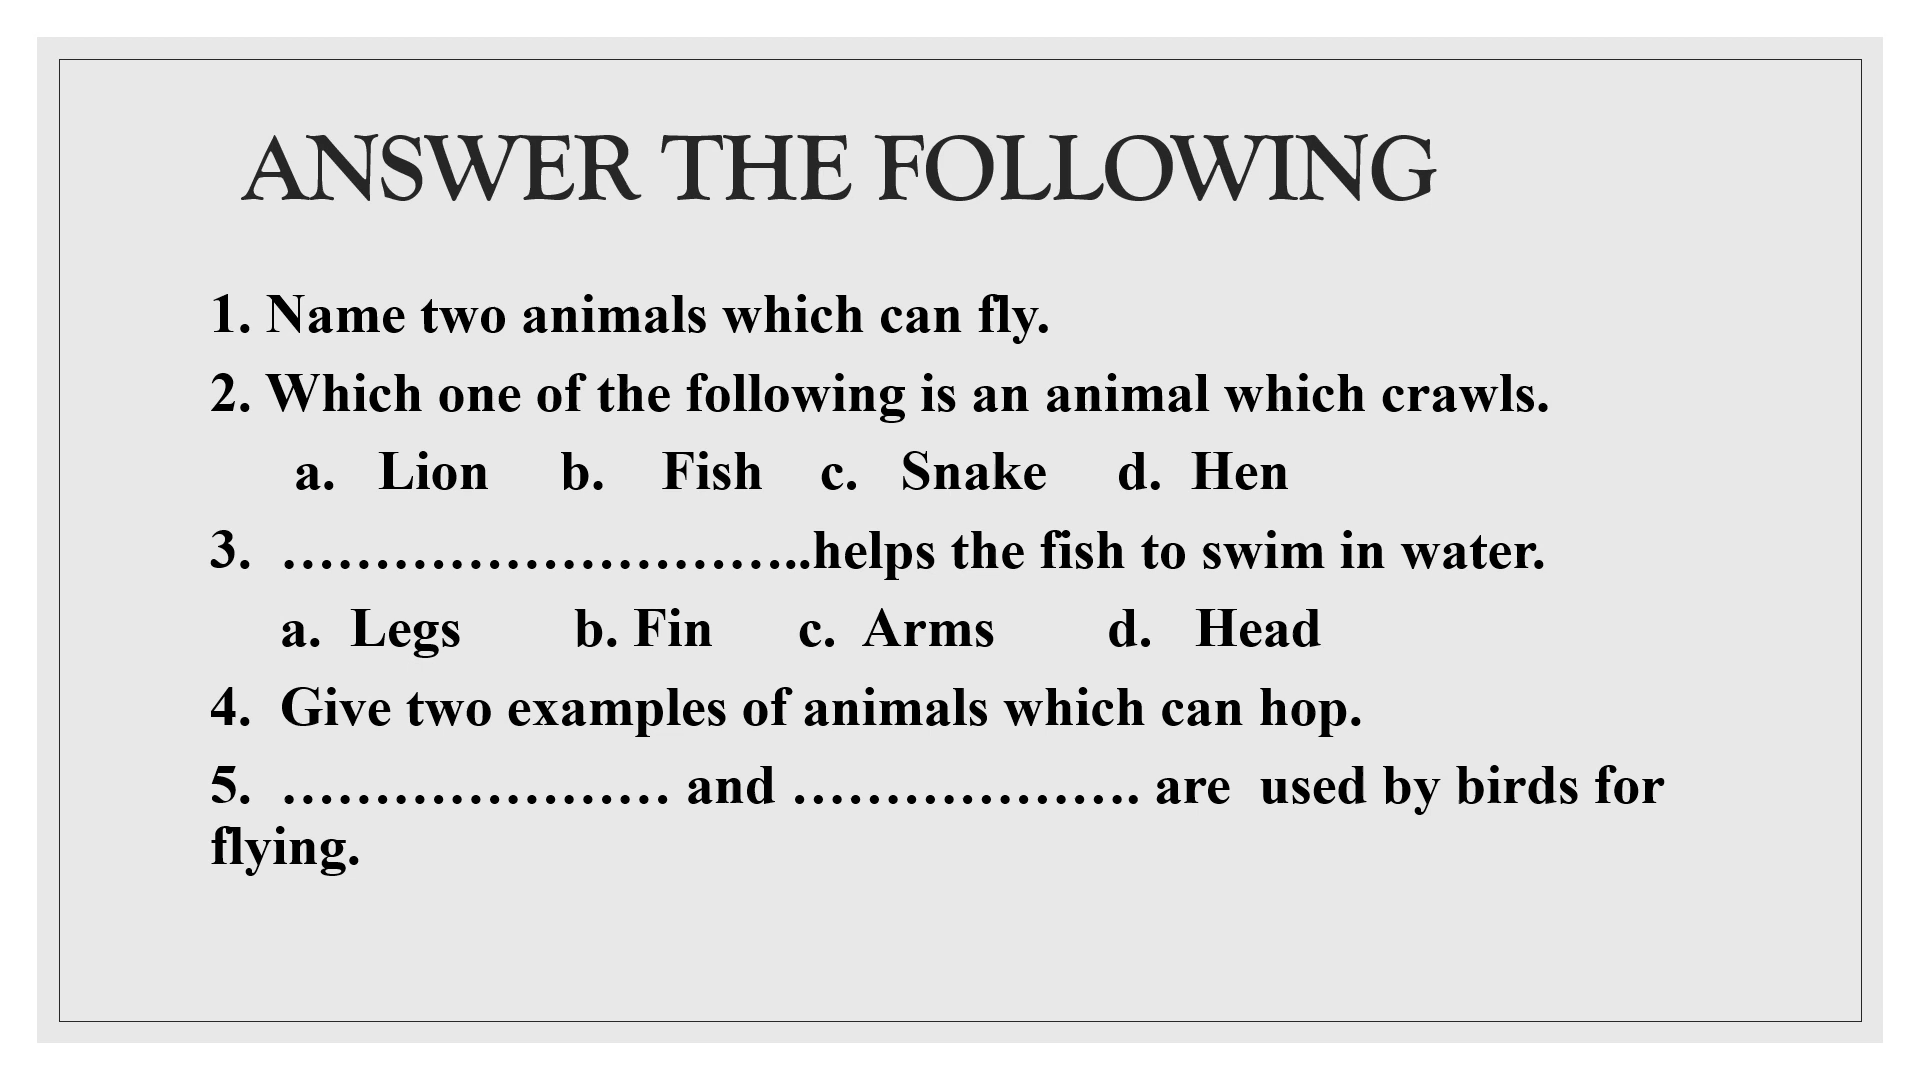 ANSWER THE FOLLOWING
1. Name two animals which can fly.
2. Which one of the following is an animal which crawls.
a. Lion b. Fish c. Snake d. Hen
3. ………………………..helps the fish to swim in water.
a. Legs b. Fin c. Arms d. Head
4. Give two examples of animals which can hop.
5. ………………… and ………………. are used by birds for
flying.